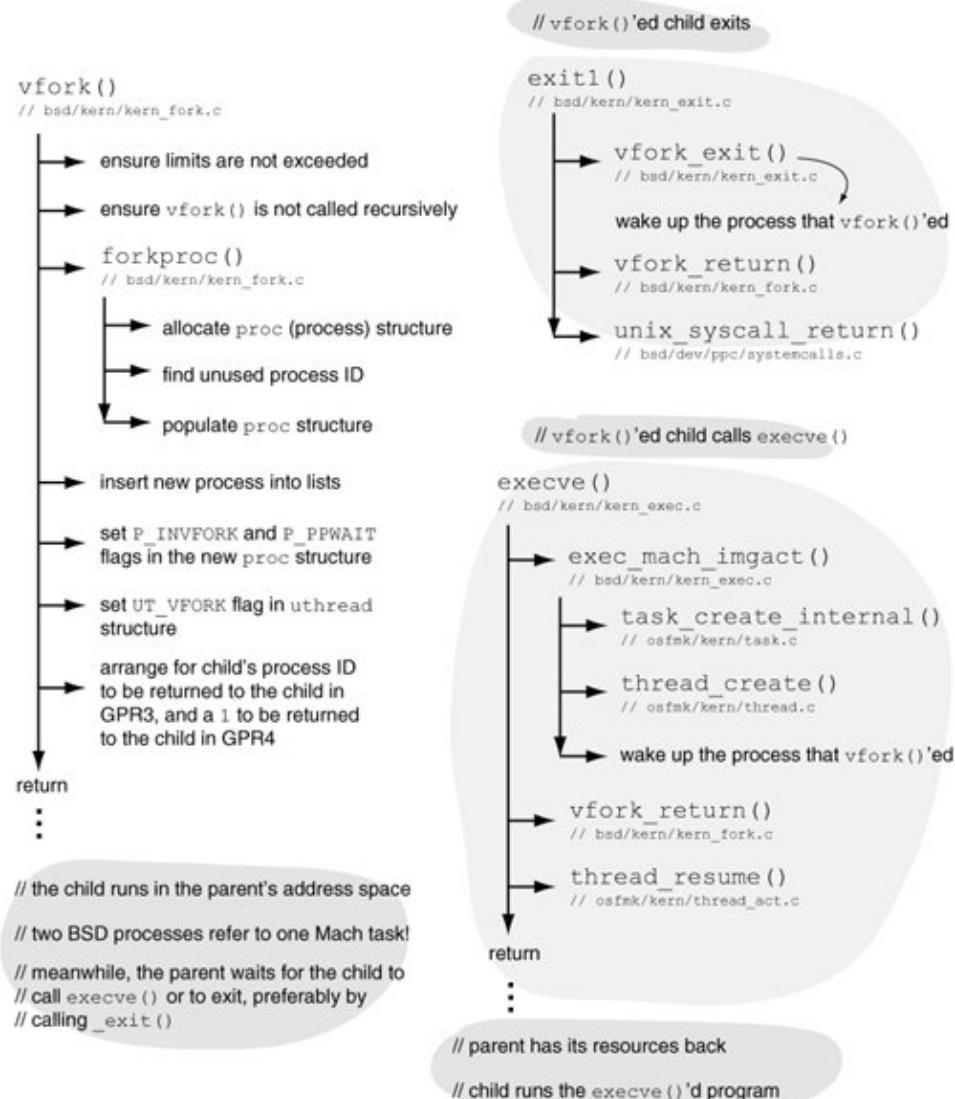 vfork()
// bsd/kern/kern_fork.c
ensure limits are not exceeded
ensure vfork() is not called recursively
forkproc()
// bsd/kern/kern_fork.c
allocate proc (process) structure
find unused process ID
populate proc structure
insert new process into lists
set P_INVFORK and P_PPWAIT
flags in the new proc structure
set UT_VFORK flag in uthread
structure
arrange for child's process ID
to be returned to the child in
GPR3, and a 1 to be returned
to the child in GPR4
return
// the child runs in the parent's address space
// two BSD processes refer to one Mach task!
// meanwhile, the parent waits for the child to
// call execve() or to exit, preferably by
// calling _exit()
// vfork()'ed child exits
exit1()
// bsd/kern/kern_exit.c
vfork_exit()
// bsd/kern/kern_exit.c
wake up the process that vfork()'ed
vfork_return()
// bsd/kern/kern_fork.c
unix_syscall_return()
// bsd/dev/ppc/systemcalls.c
// vfork()'ed child calls execve()
execve()
// bsd/kern/kern_exec.c
exec_mach_imgact()
// bsd/kern/kern_exec.c
task_create_internal()
// osfmk/kern/task.c
thread_create()
// osfmk/kern/thread.c
wake up the process that vfork()'ed
vfork_return()
// bsd/kern/kern_fork.c
thread_resume()
// osfmk/kern/thread_act.c
return
// parent has its resources back
// child runs the execve()'d program